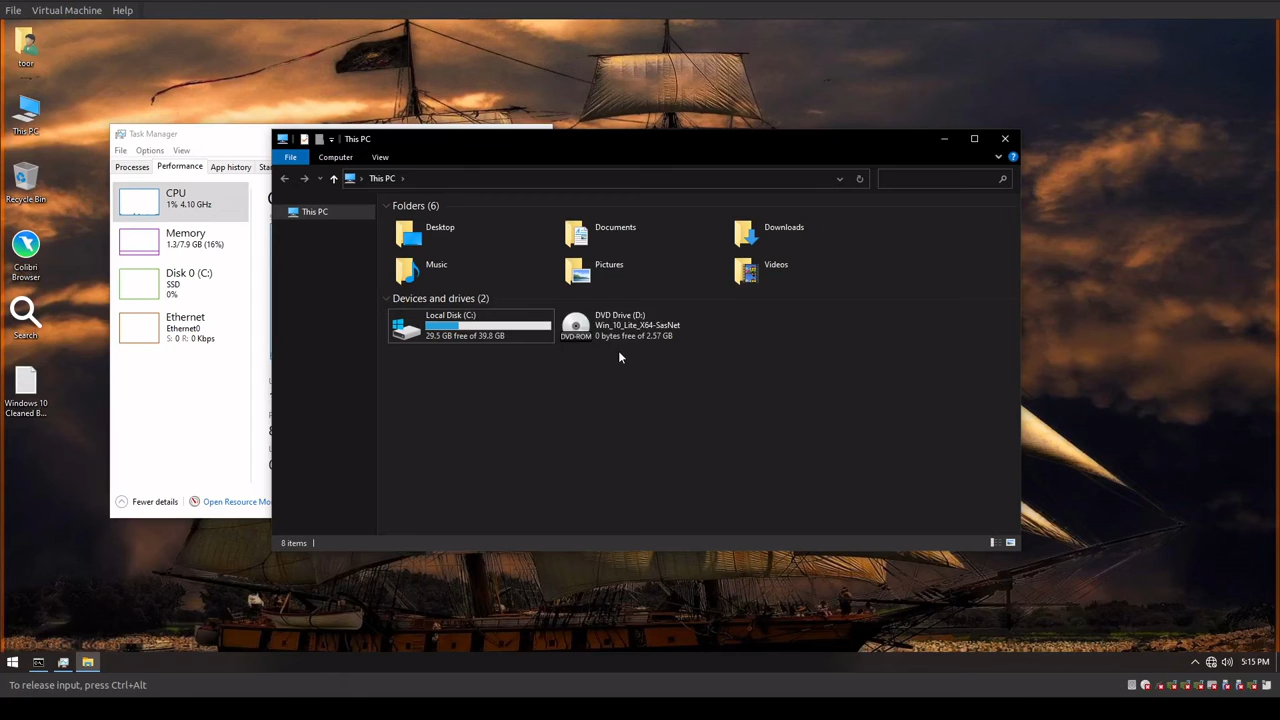 File Virtual Machine Help
toor
This PC
Recycle Bin
Colibri
Browser
Search
Windows 10
Cleaned B...
Task Manager
File Options View
Processes Performance App history
CPU
1% 4.10 GHz
Memory
1.3/7.9 GB (16%)
Disk 0 (C:)
SSD
0%
Ethernet
Ethernet0
S: 0 R: 0 Kbps
Fewer details Open Resource Mo
This PC
File Computer View
This PC
This PC
Folders (6)
Desktop Documents Downloads
Music Pictures Videos
Devices and drives (2)
Local Disk (C:)
29.5 GB free of 39.8 GB
DVD Drive (D:)
Win_10_Lite_X64-SasNet
DVD-ROM 0 bytes free of 2.57 GB
8 items
5:15 PM
To release input, press Ctrl+Alt